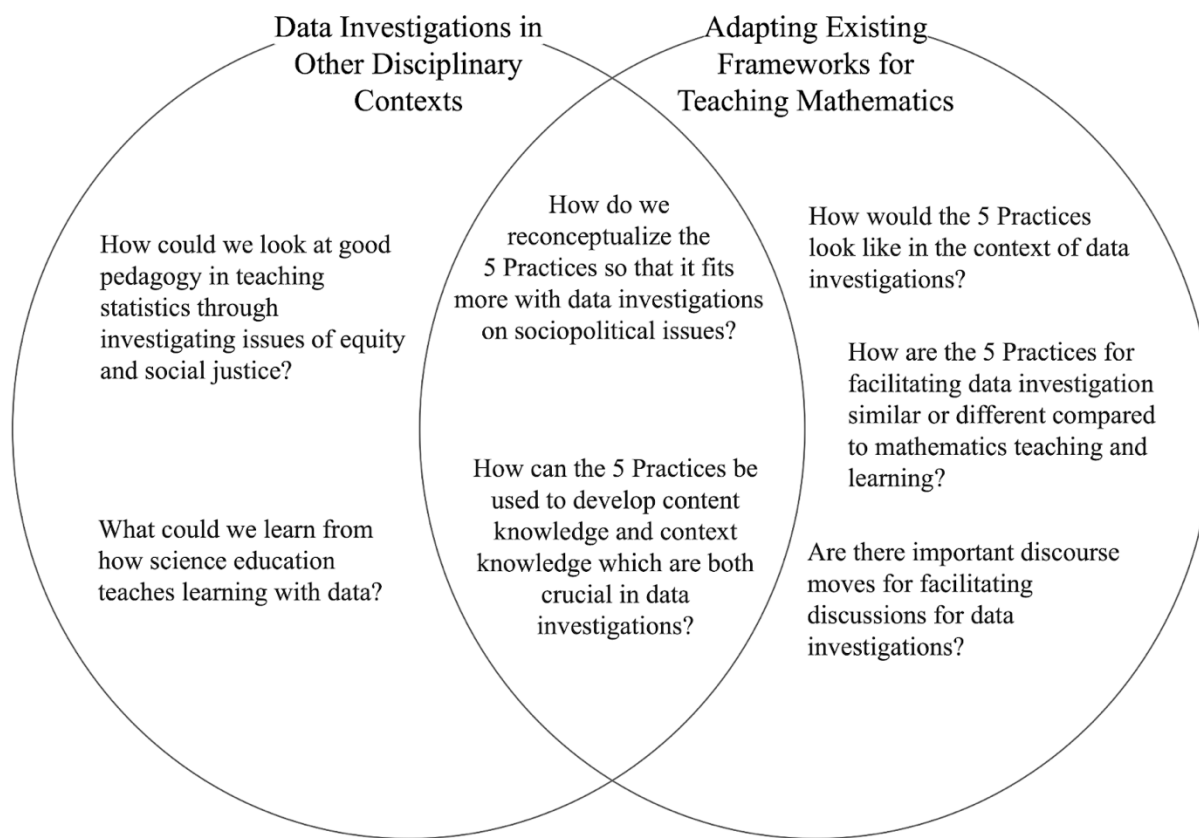 Data Investigations in
Other Disciplinary
Contexts
Adapting Existing
Frameworks for
Teaching Mathematics
How could we look at good
pedagogy in teaching
statistics through
investigating issues of equity
and social justice?
What could we learn from
how science education
teaches learning with data?
How do we
reconceptualize the
5 Practices so that it fits
more with data investigations
on sociopolitical issues?
How can the 5 Practices be
used to develop content
knowledge and context
knowledge which are both
crucial in data
investigations?
How would the 5 Practices
look like in the context of data
investigations?
How are the 5 Practices for
facilitating data investigation
similar or different compared
to mathematics teaching and
learning?
Are there important discourse
moves for facilitating
discussions for data
investigations?